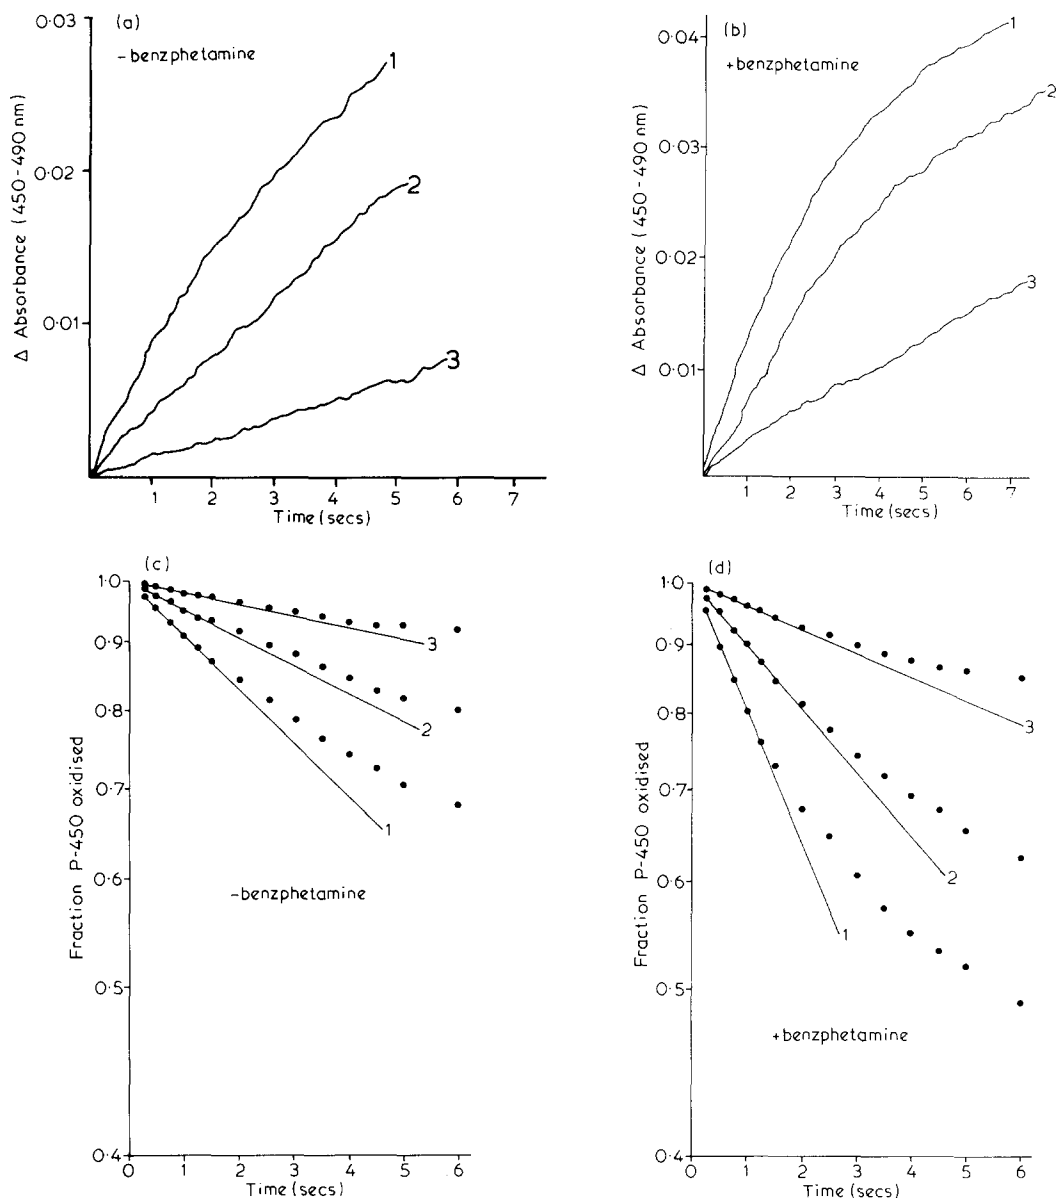 (a)
-benzphetamine
Δ Absorbance (450-490 nm)
0·03
0·02
0·01
1
2
3
1 2 3 4 5 6 7
Time (secs)
(b)
+benzphetamine
Δ Absorbance (450-490 nm)
0·04
0·03
0·02
0·01
1
2
3
1 2 3 4 5 6 7
Time (secs)
(c)
Fraction P-450 oxidised
1·0
0·9
0·8
0·7
0·6
0·5
0·4
3
2
1
-benzphetamine
0 1 2 3 4 5 6
Time (secs)
(d)
Fraction P-450 oxidised
1·0
0·9
0·8
0·7
0·6
0·5
0·4
3
2
1
+benzphetamine
0 1 2 3 4 5 6
Time (secs)